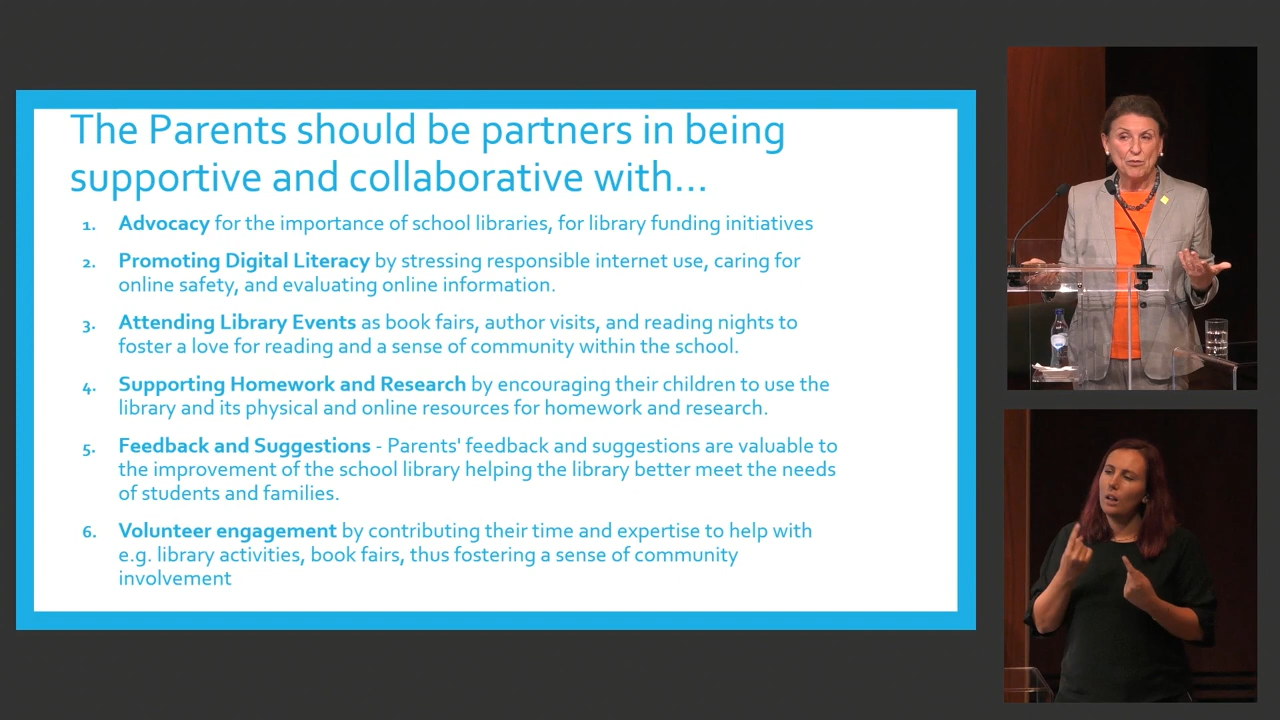 The Parents should be partners in being
supportive and collaborative with...
1. Advocacy for the importance of school libraries, for library funding initiatives
2. Promoting Digital Literacy by stressing responsible internet use, caring for
online safety, and evaluating online information.
3. Attending Library Events as book fairs, author visits, and reading nights to
foster a love for reading and a sense of community within the school.
4. Supporting Homework and Research by encouraging their children to use the
library and its physical and online resources for homework and research.
5. Feedback and Suggestions - Parents' feedback and suggestions are valuable to
the improvement of the school library helping the library better meet the needs
of students and families.
6. Volunteer engagement by contributing their time and expertise to help with
e.g. library activities, book fairs, thus fostering a sense of community
involvement